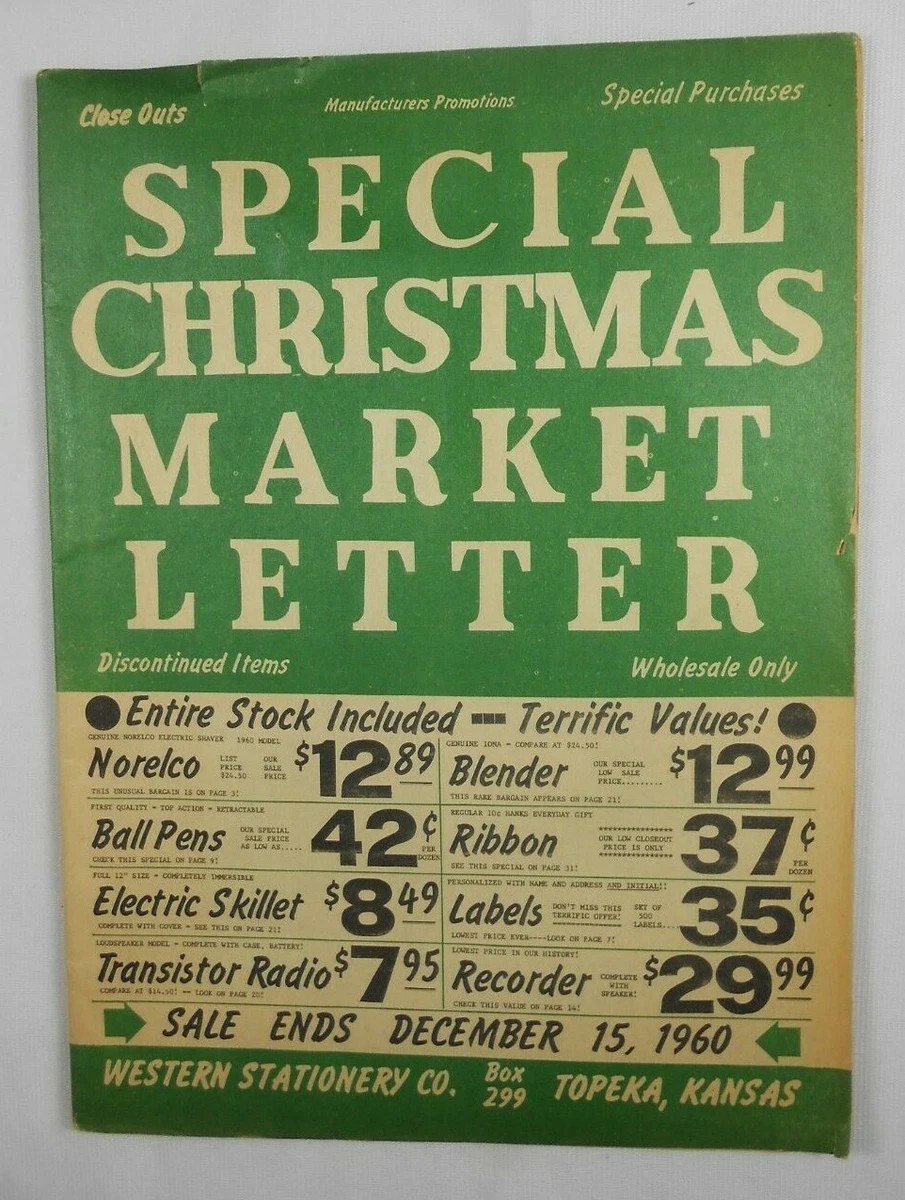 Close Outs Manufacturers Promotions Special Purchases
SPECIAL
CHRISTMAS
MARKET
LETTER
Discontinued Items Wholesale Only
Entire Stock Included --- Terrific Values!
GENUINE NORELCO ELECTRIC SHAVER 1960 MODEL
Norelco
LIST PRICE $24.50
OUR SALE PRICE
$12.89
THIS UNUSUAL BARGAIN IS ON PAGE 3!
GENUINE IONA - COMPARE AT $24.50!
Blender
OUR SPECIAL
LOW SALE
PRICE.........
$12.99
THIS RARE BARGAIN APPEARS ON PAGE 21!
FIRST QUALITY - TOP ACTION - RETRACTABLE
Ball Pens
OUR SPECIAL
SALE PRICE
AS LOW AS.....
42¢
PER
DOZEN
CHECK THIS SPECIAL ON PAGE 9!
REGULAR 10¢ HANKS EVERYDAY GIFT
Ribbon
****************
OUR LOW CLOSEOUT
PRICE IS ONLY
****************
37¢
PER
DOZEN
SEE THIS SPECIAL ON PAGE 31!
FULL 12" SIZE - COMPLETELY IMMERSIBLE
Electric Skillet
$8.49
COMPLETE WITH COVER - SEE THIS ON PAGE 21!
PERSONALIZED WITH NAME AND ADDRESS AND INITIAL!!
Labels
DON'T MISS THIS
TERRIFIC OFFER!
SET OF
500
LABELS....
35¢
LOWEST PRICE EVER----LOOK ON PAGE 7!
LOUDSPEAKER MODEL - COMPLETE WITH CASE, BATTERY!
Transistor Radio
$7.95
COMPARE AT $14.50! -- LOOK ON PAGE 20!
LOWEST PRICE IN OUR HISTORY!
Recorder
COMPLETE
WITH
SPEAKER!
$29.99
CHECK THIS VALUE ON PAGE 14!
SALE ENDS DECEMBER 15, 1960
WESTERN STATIONERY CO. Box 299 TOPEKA, KANSAS